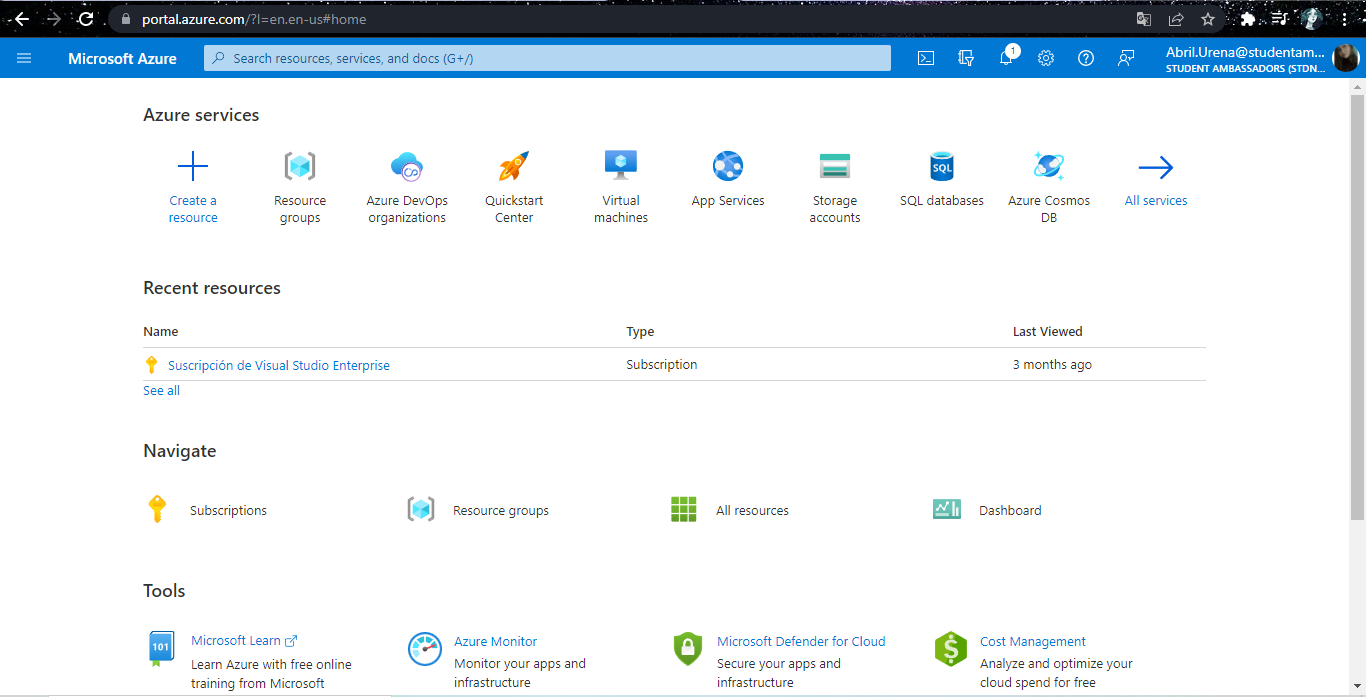 portal.azure.com/?l=en.en-us#home
Microsoft Azure
Search resources, services, and docs (G+/)
1
Abril.Urena@studentam...
STUDENT AMBASSADORS (STDN...
Azure services
Create a resource
Resource groups
Azure DevOps organizations
Quickstart Center
Virtual machines
App Services
Storage accounts
SQL
SQL databases
Azure Cosmos DB
All services
Recent resources
Name Type Last Viewed
Suscripción de Visual Studio Enterprise Subscription 3 months ago
See all
Navigate
Subscriptions Resource groups All resources Dashboard
Tools
101
Microsoft Learn
Learn Azure with free online
training from Microsoft
Azure Monitor
Monitor your apps and
infrastructure
Microsoft Defender for Cloud
Secure your apps and
infrastructure
$
Cost Management
Analyze and optimize your
cloud spend for free